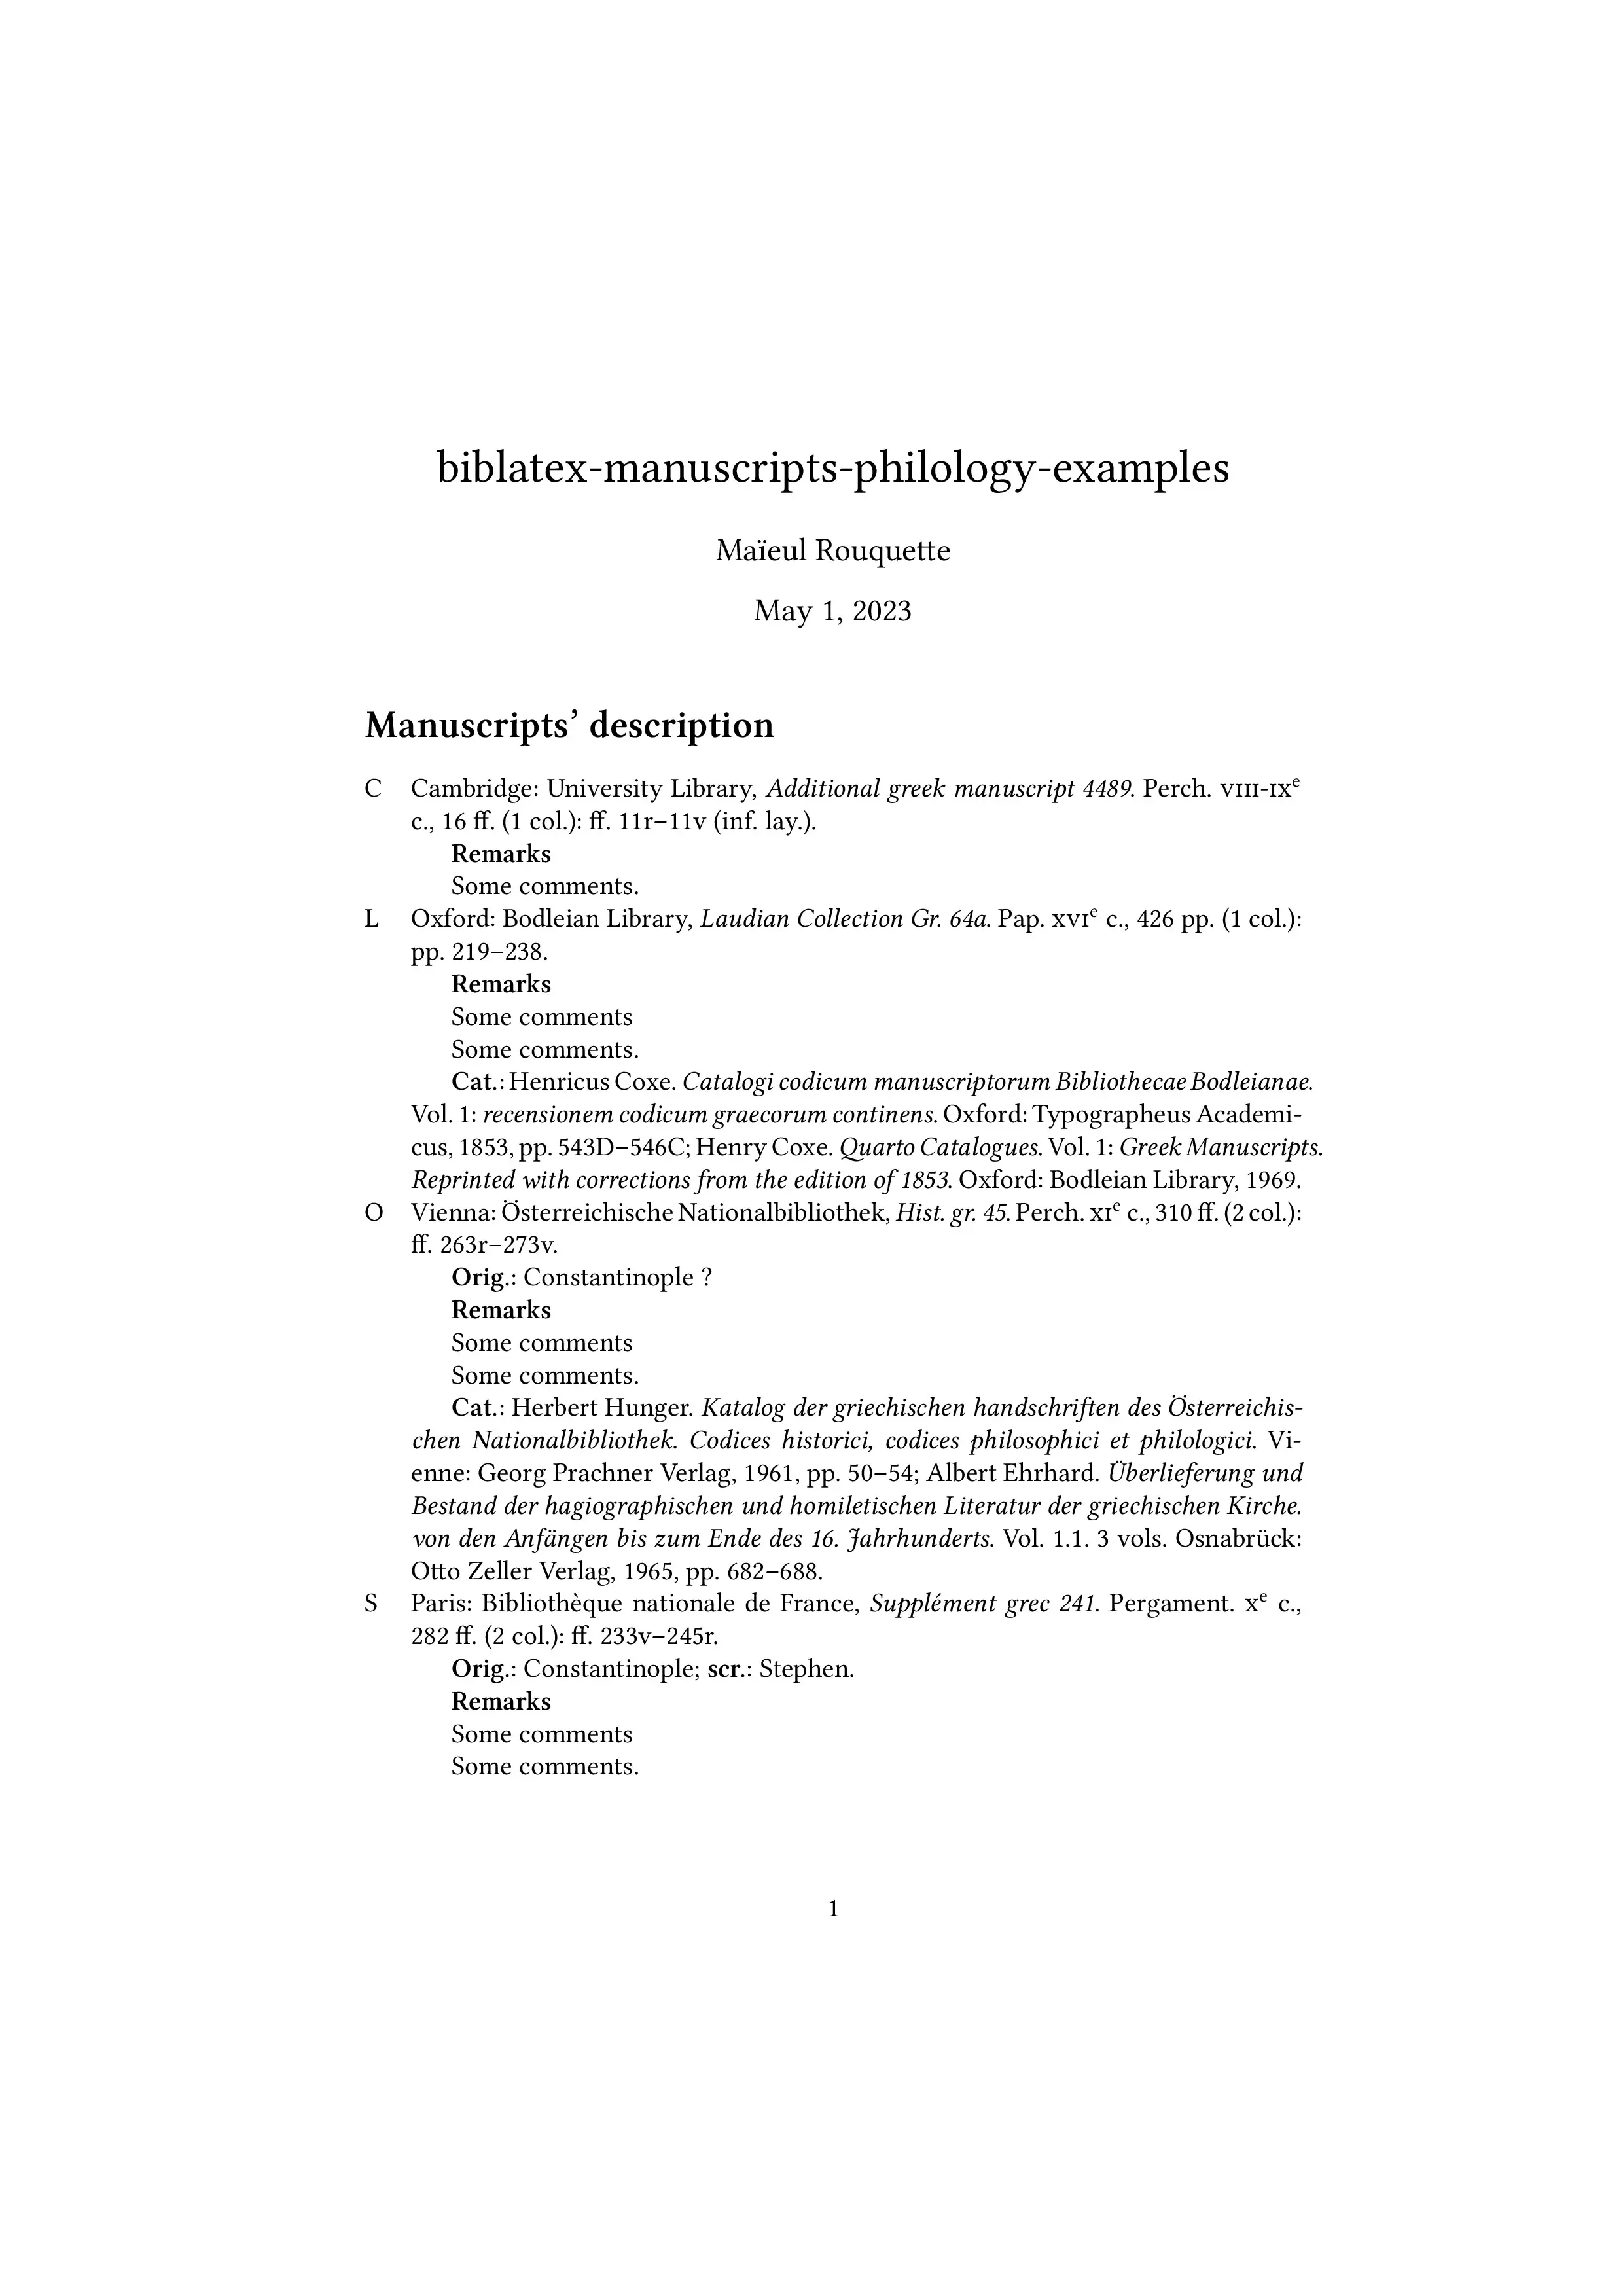 biblatex-manuscripts-philology-examples
Maïeul Rouquette
May 1, 2023
Manuscripts’ description
C Cambridge: University Library, Additional greek manuscript 4489. Perch. VIII-IXᵉ
c., 16 ff. (1 col.): ff. 11r–11v (inf. lay.).
Remarks
Some comments.
L Oxford: Bodleian Library, Laudian Collection Gr. 64a. Pap. XVIᵉ c., 426 pp. (1 col.):
pp. 219–238.
Remarks
Some comments
Some comments.
Cat.: Henricus Coxe. Catalogi codicum manuscriptorum Bibliothecae Bodleianae.
Vol. 1: recensionem codicum graecorum continens. Oxford: Typographeus Academi-
cus, 1853, pp. 543D–546C; Henry Coxe. Quarto Catalogues. Vol. 1: Greek Manuscripts.
Reprinted with corrections from the edition of 1853. Oxford: Bodleian Library, 1969.
O Vienna: Österreichische Nationalbibliothek, Hist. gr. 45. Perch. XIᵉ c., 310 ff. (2 col.):
ff. 263r–273v.
Orig.: Constantinople ?
Remarks
Some comments
Some comments.
Cat.: Herbert Hunger. Katalog der griechischen handschriften des Österreichis-
chen Nationalbibliothek. Codices historici, codices philosophici et philologici. Vi-
enne: Georg Prachner Verlag, 1961, pp. 50–54; Albert Ehrhard. Überlieferung und
Bestand der hagiographischen und homiletischen Literatur der griechischen Kirche.
von den Anfängen bis zum Ende des 16. Jahrhunderts. Vol. 1.1. 3 vols. Osnabrück:
Otto Zeller Verlag, 1965, pp. 682–688.
S Paris: Bibliothèque nationale de France, Supplément grec 241. Pergament. Xᵉ c.,
282 ff. (2 col.): ff. 233v–245r.
Orig.: Constantinople; scr.: Stephen.
Remarks
Some comments
Some comments.
1